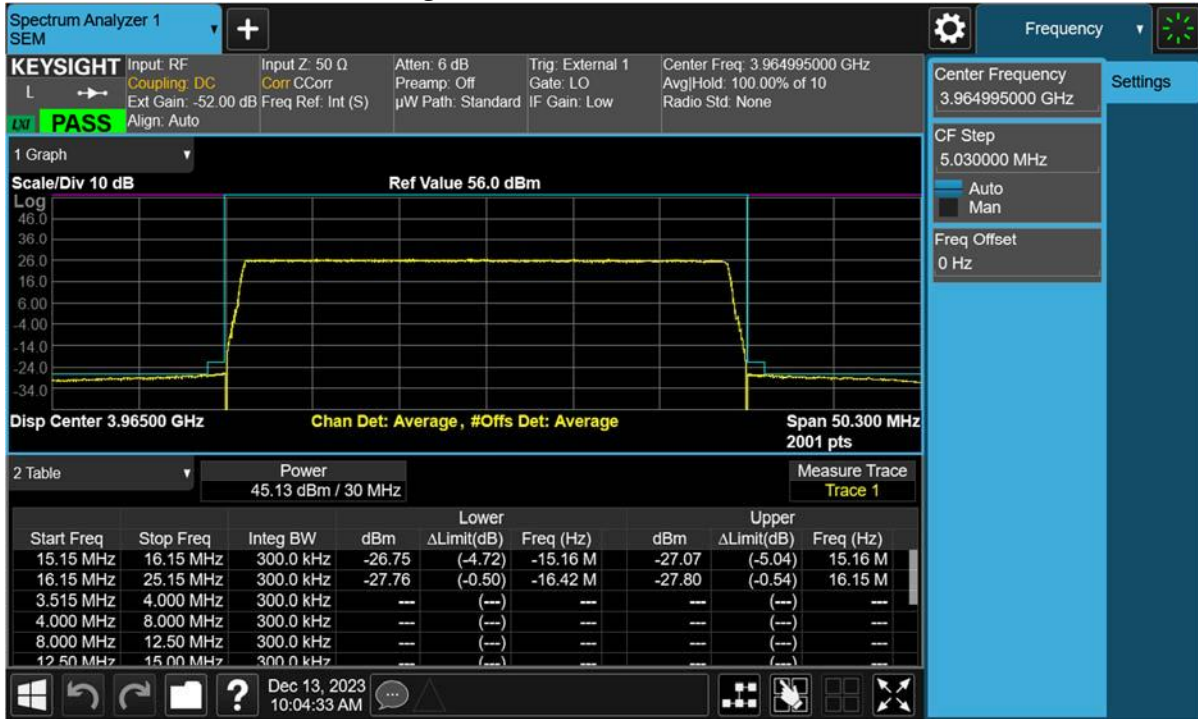 Spectrum Analyzer 1
SEM
+
Frequency
KEYSIGHT
L
LXI
PASS
Input: RF
Coupling: DC
Ext Gain: -52.00 dB
Align: Auto
Input Z: 50 Ω
Corr CCorr
Freq Ref: Int (S)
Atten: 6 dB
Preamp: Off
µW Path: Standard
Trig: External 1
Gate: LO
IF Gain: Low
Center Freq: 3.964995000 GHz
Avg|Hold: 100.00% of 10
Radio Std: None
Center Frequency
3.964995000 GHz
Settings
CF Step
5.030000 MHz
Auto
Man
Freq Offset
0 Hz
1 Graph
Scale/Div 10 dB
Ref Value 56.0 dBm
Log
46.0
36.0
26.0
16.0
6.00
-4.00
-14.0
-24.0
-34.0
Disp Center 3.96500 GHz
Chan Det: Average, #Offs Det: Average
Span 50.300 MHz
2001 pts
2 Table
Power
45.13 dBm / 30 MHz
Measure Trace
Trace 1
Lower Upper
Start Freq Stop Freq Integ BW dBm ΔLimit(dB) Freq (Hz) dBm ΔLimit(dB) Freq (Hz)
15.15 MHz 16.15 MHz 300.0 kHz -26.75 (-4.72) -15.16 M -27.07 (-5.04) 15.16 M
16.15 MHz 25.15 MHz 300.0 kHz -27.76 (-0.50) -16.42 M -27.80 (-0.54) 16.15 M
3.515 MHz 4.000 MHz 300.0 kHz --- (---) --- --- (---) ---
4.000 MHz 8.000 MHz 300.0 kHz --- (---) --- --- (---) ---
8.000 MHz 12.50 MHz 300.0 kHz --- (---) --- --- (---) ---
12.50 MHz 15.00 MHz 300.0 kHz --- (---) --- --- (---) ---
?
Dec 13, 2023
10:04:33 AM